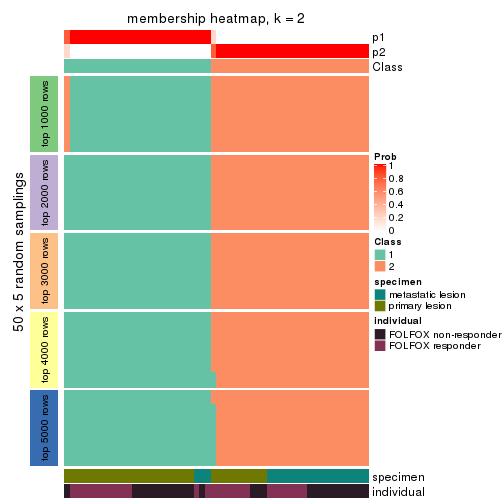 membership heatmap, k = 2
p1
p2
Class
50 x 5 random samplings
top 1000 rows
top 2000 rows
top 3000 rows
top 4000 rows
top 5000 rows
Prob
1
0.8
0.6
0.4
0.2
0
Class
1
2
specimen
metastatic lesion
primary lesion
individual
FOLFOX non-responder
FOLFOX responder
specimen
individual